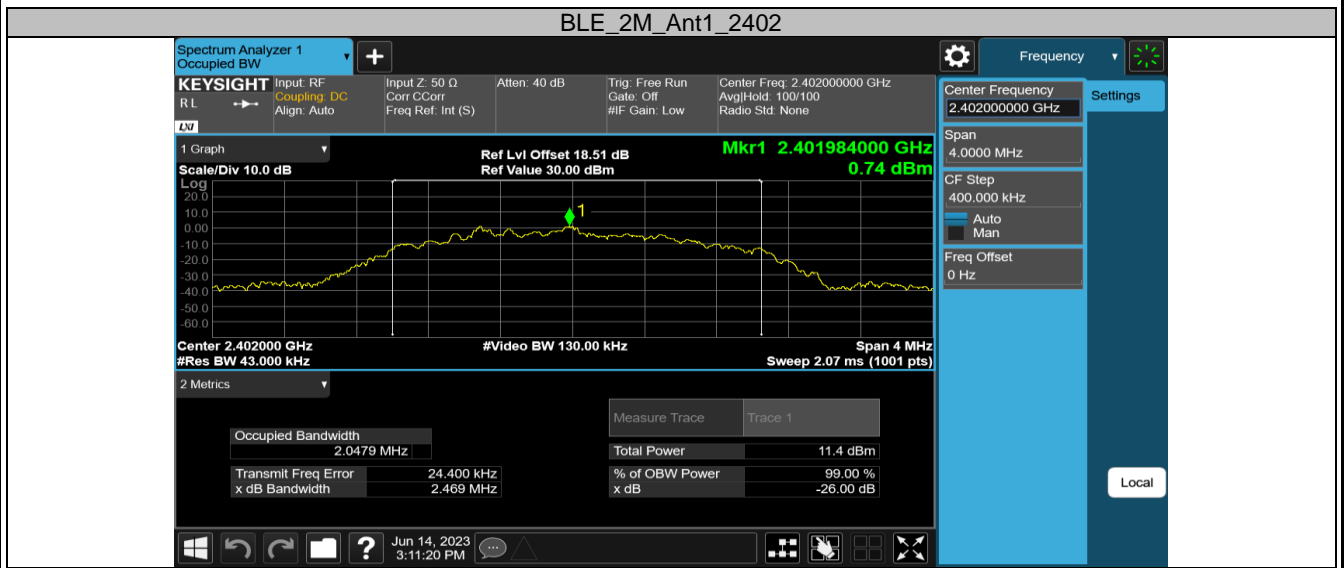 BLE_2M_Ant1_2402
Spectrum Analyzer 1
Occupied BW
+
Frequency
KEYSIGHT
R L
LXI
Input: RF
Coupling: DC
Align: Auto
Input Z: 50 Ω
Corr CCorr
Freq Ref: Int (S)
Atten: 40 dB
Trig: Free Run
Gate: Off
#IF Gain: Low
Center Freq: 2.402000000 GHz
Avg|Hold: 100/100
Radio Std: None
Center Frequency
2.402000000 GHz
Settings
Span
4.0000 MHz
CF Step
400.000 kHz
Auto
Man
Freq Offset
0 Hz
Local
1 Graph
Scale/Div 10.0 dB
Ref Lvl Offset 18.51 dB
Ref Value 30.00 dBm
Mkr1 2.401984000 GHz
0.74 dBm
Log
20.0
10.0
0.00
-10.0
-20.0
-30.0
-40.0
-50.0
-60.0
1
Center 2.402000 GHz
#Res BW 43.000 kHz
#Video BW 130.00 kHz
Span 4 MHz
Sweep 2.07 ms (1001 pts)
2 Metrics
Measure Trace Trace 1
Occupied Bandwidth
2.0479 MHz
Total Power 11.4 dBm
Transmit Freq Error 24.400 kHz
% of OBW Power 99.00 %
x dB Bandwidth 2.469 MHz
x dB -26.00 dB
?
Jun 14, 2023
3:11:20 PM